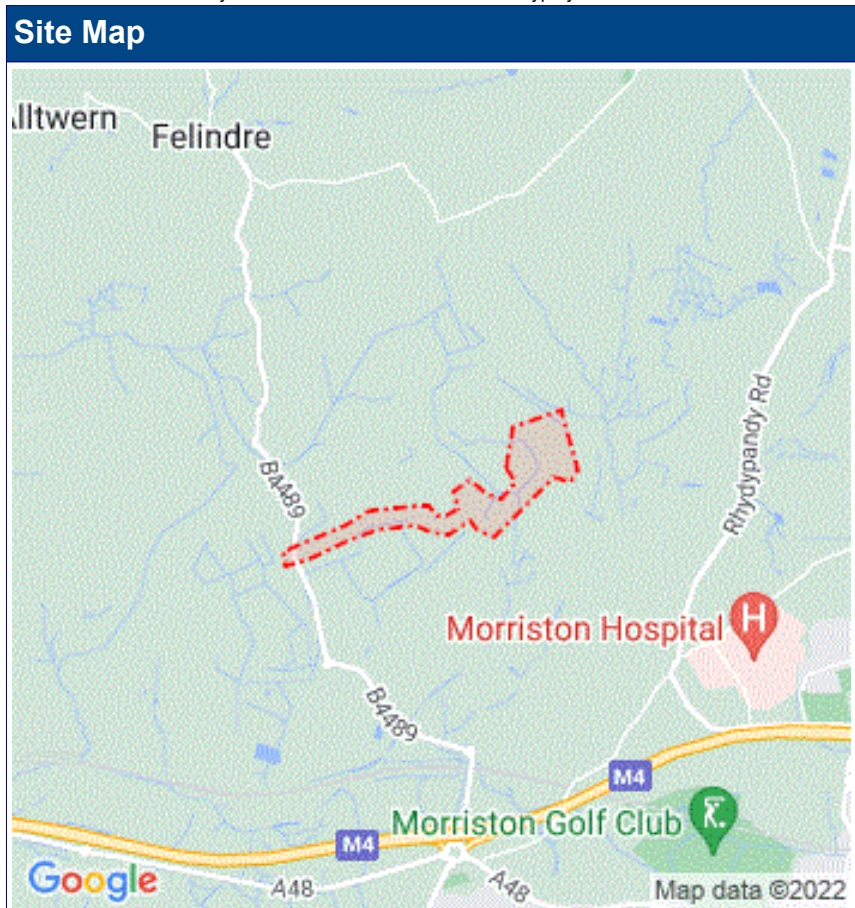 Site Map
Felindre
B4489
Rhydypandy Rd
Morriston Hospital
H
B4489
M4
Morriston Golf Club
M4
Google
A48
A48
Map data ©2022